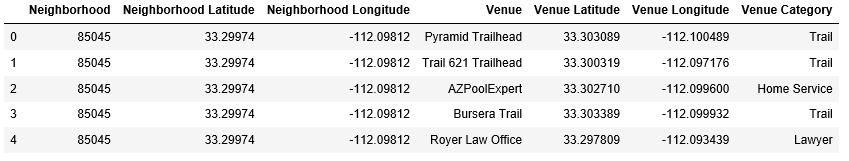 Neighborhood Neighborhood Latitude Neighborhood Longitude Venue Venue Latitude Venue Longitude Venue Category
0 85045 33.29974 -112.09812 Pyramid Trailhead 33.303089 -112.100489 Trail
1 85045 33.29974 -112.09812 Trail 621 Trailhead 33.300319 -112.097176 Trail
2 85045 33.29974 -112.09812 AZPoolExpert 33.302710 -112.099600 Home Service
3 85045 33.29974 -112.09812 Bursera Trail 33.303389 -112.099932 Trail
4 85045 33.29974 -112.09812 Royer Law Office 33.297809 -112.093439 Lawyer